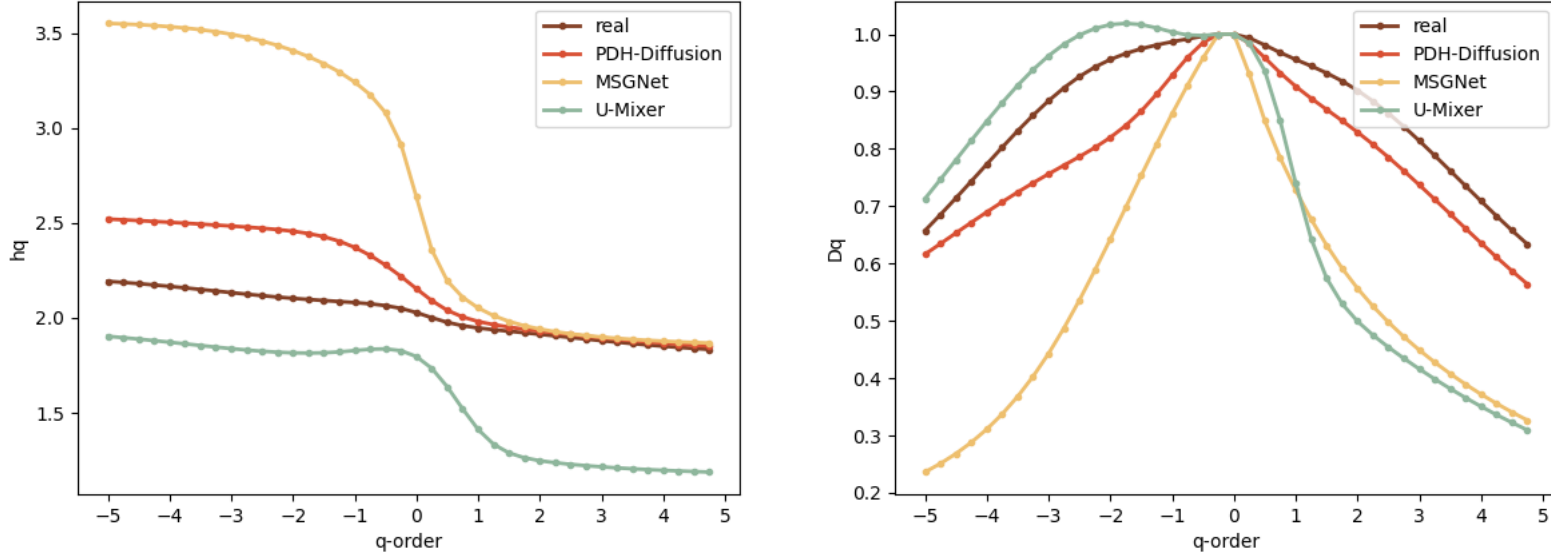 3.5
3.0
2.5
2.0
1.5
hq
−5 −4 −3 −2 −1 0 1 2 3 4 5
q-order
real
PDH-Diffusion
MSGNet
U-Mixer
1.0
0.9
0.8
0.7
0.6
0.5
0.4
0.3
0.2
Dq
−5 −4 −3 −2 −1 0 1 2 3 4 5
q-order
real
PDH-Diffusion
MSGNet
U-Mixer